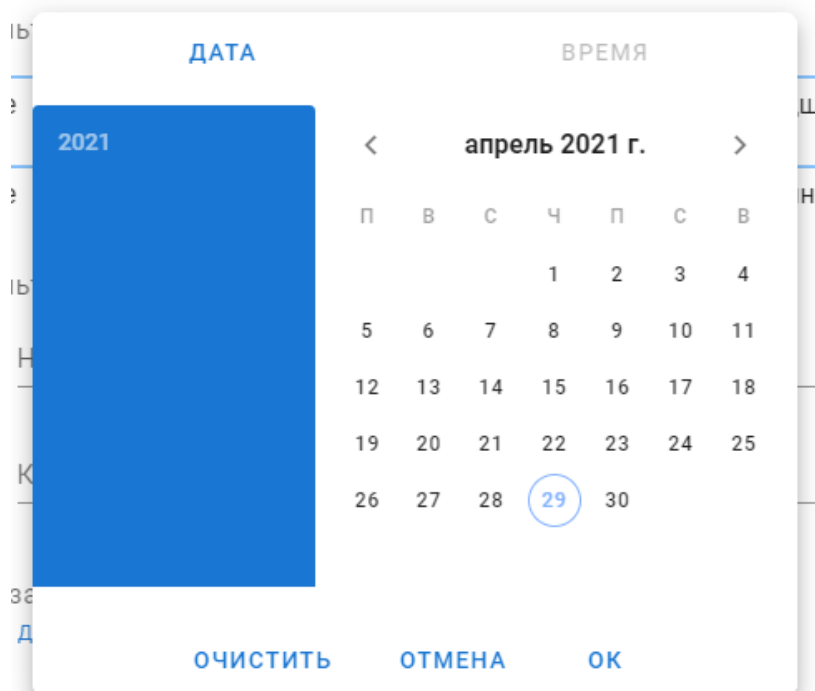 ДАТА ВРЕМЯ
2021
апрель 2021 г.
П В С Ч П С В
1 2 3 4
5 6 7 8 9 10 11
12 13 14 15 16 17 18
19 20 21 22 23 24 25
26 27 28 29 30
ОЧИСТИТЬ ОТМЕНА ОК